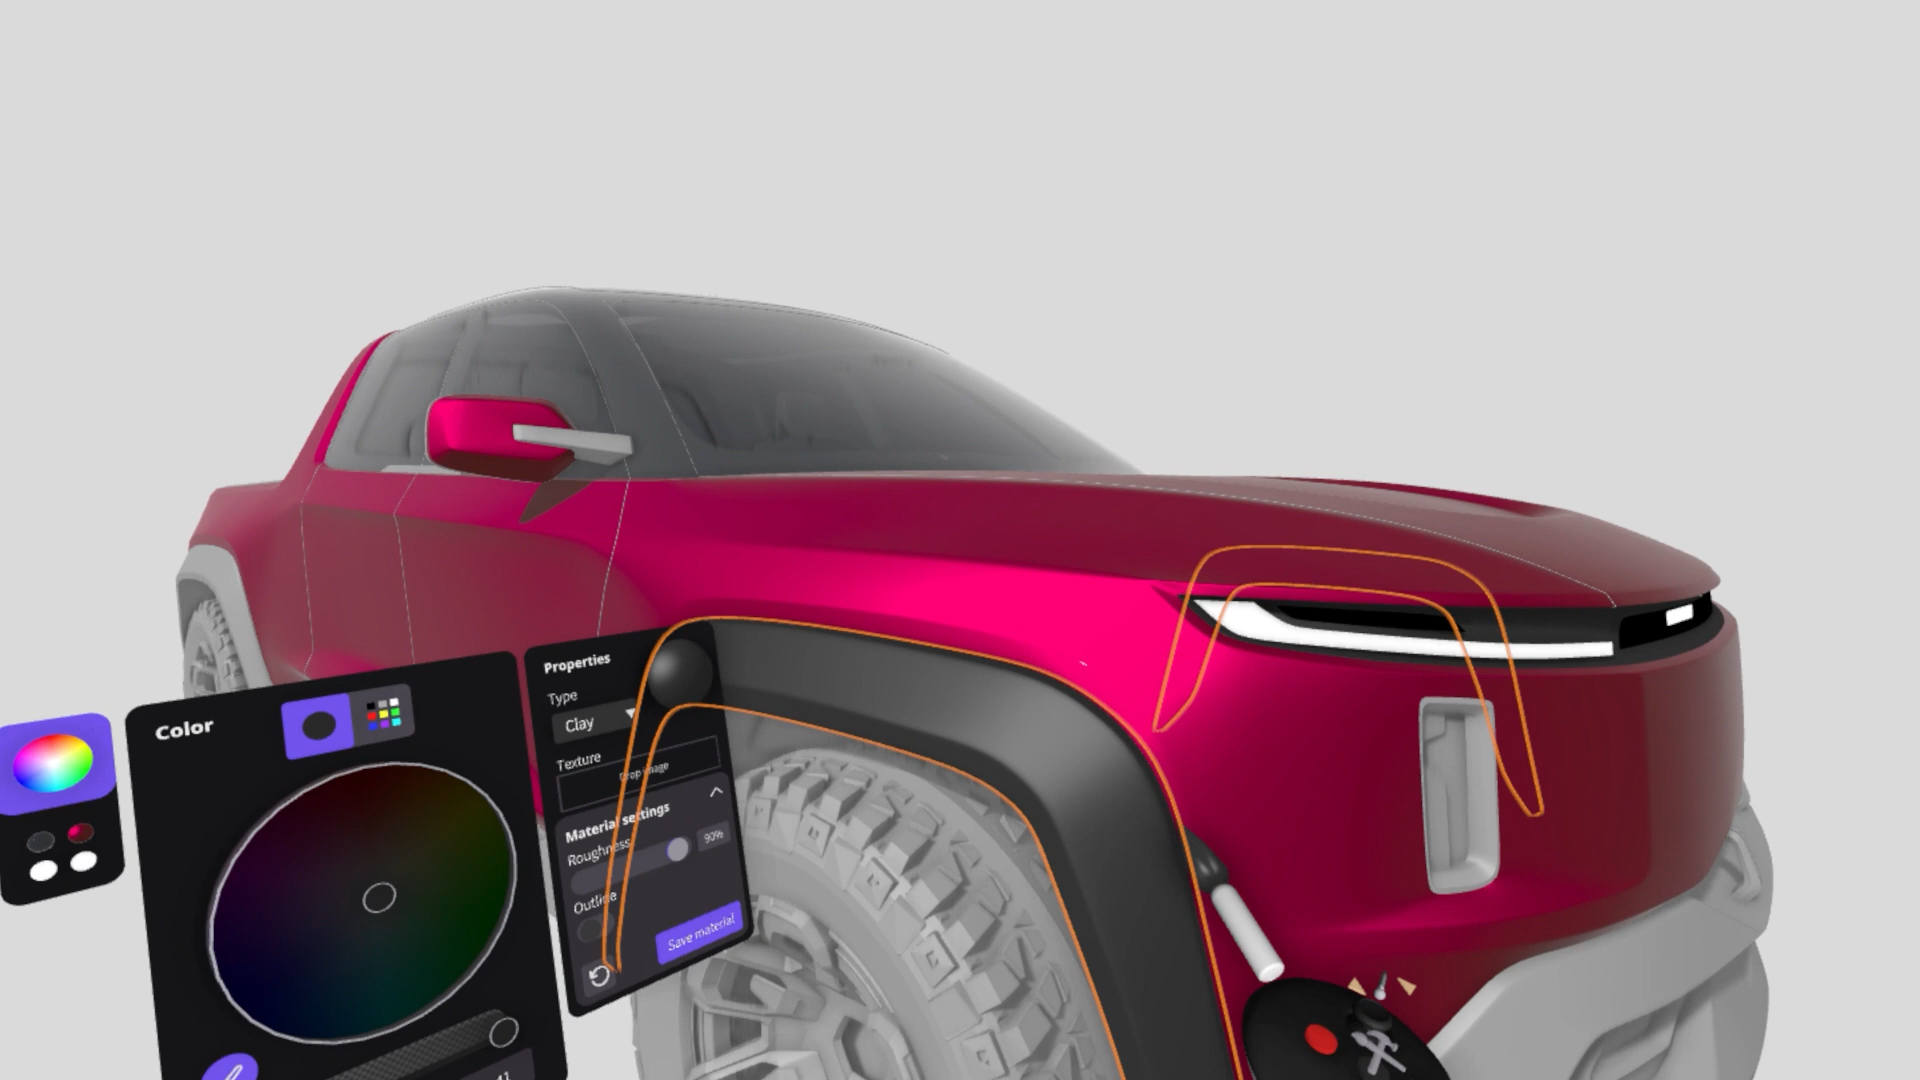 Color
Properties
Type
Clay
Texture
Drop image
Material settings
Roughness
90%
Outline
Save material